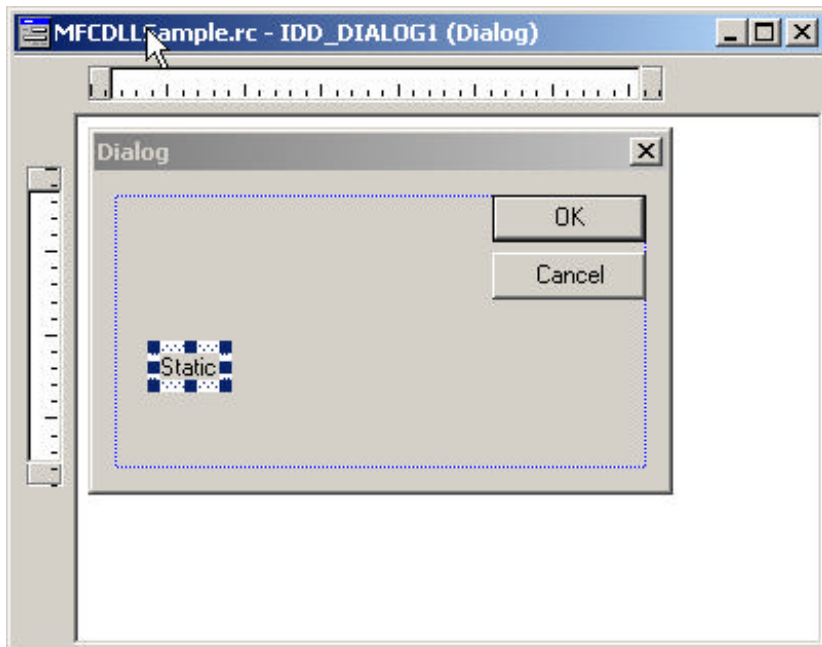 MFCDLLSample.rc - IDD_DIALOG1 (Dialog)
Dialog
OK
Cancel
Static